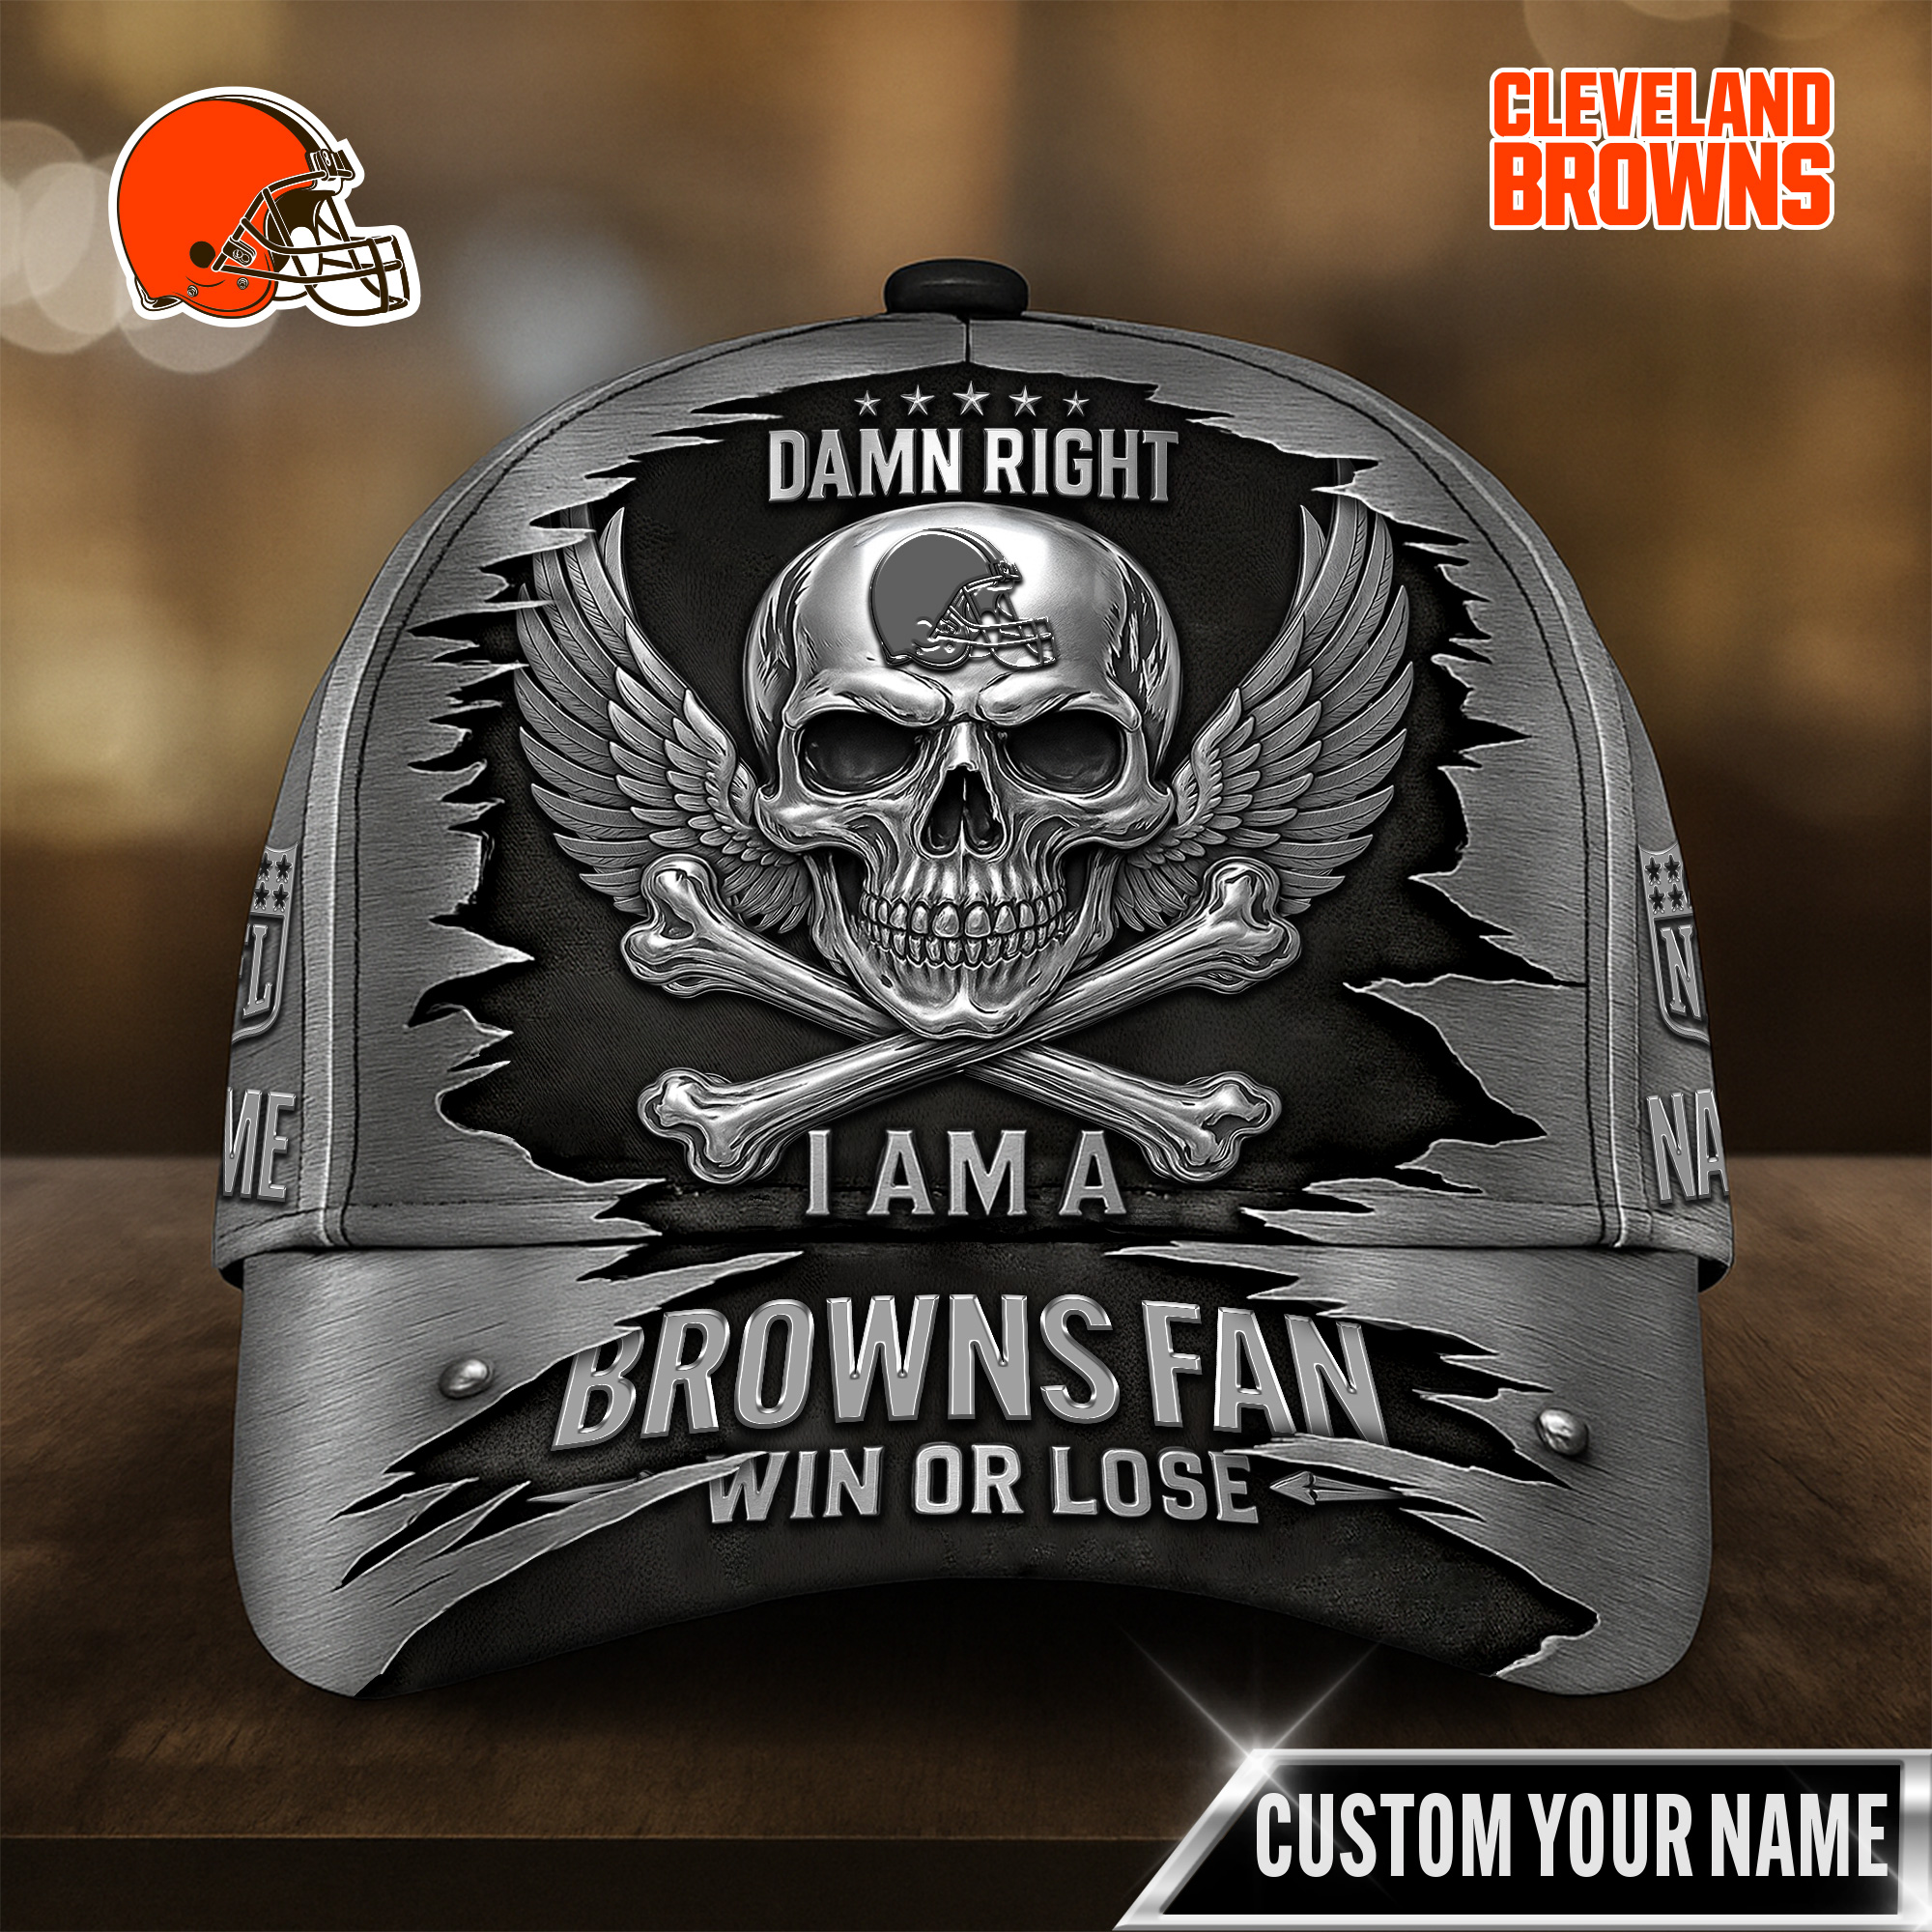 CLEVELAND
BROWNS
DAMN RIGHT
I AM A
BROWNS FAN
WIN OR LOSE
CUSTOM YOUR NAME